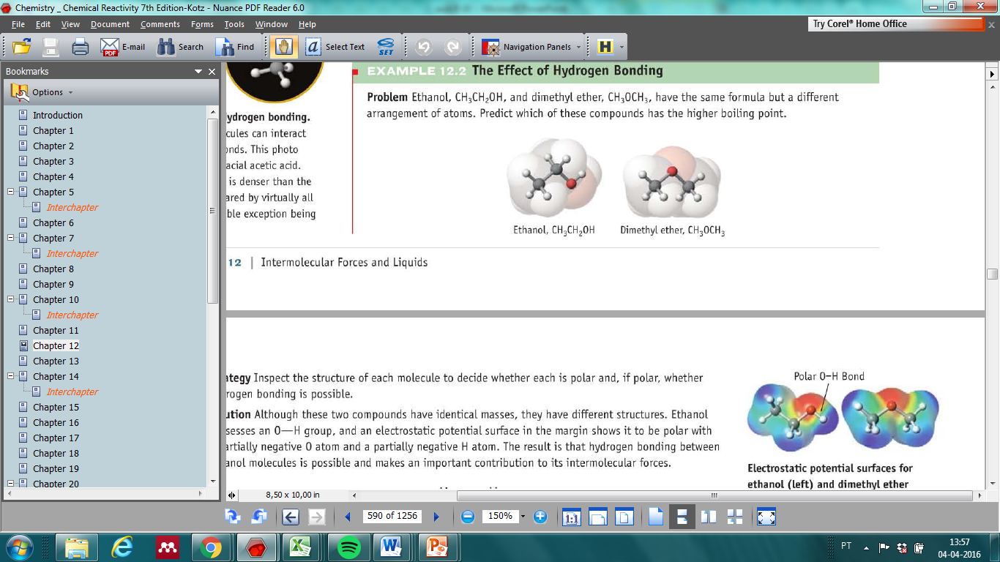 Chemistry _ Chemical Reactivity 7th Edition-Kotz - Nuance PDF Reader 6.0
File Edit View Document Comments Forms Tools Window Help
Try Corel® Home Office
PDF E-mail Search Find a Select Text SET Navigation Panels H
Bookmarks
Options
Introduction
Chapter 1
Chapter 2
Chapter 3
Chapter 4
Chapter 5
Interchapter
Chapter 6
Chapter 7
Interchapter
Chapter 8
Chapter 9
Chapter 10
Interchapter
Chapter 11
Chapter 12
Chapter 13
Chapter 14
Interchapter
Chapter 15
Chapter 16
Chapter 17
Chapter 18
Chapter 19
Chapter 20
ydrogen bonding.
cules can interact
onds. This photo
acial acetic acid.
is denser than the
ared by virtually all
ble exception being
EXAMPLE 12.2 The Effect of Hydrogen Bonding
Problem Ethanol, CH₃CH₂OH, and dimethyl ether, CH₃OCH₃, have the same formula but a different
arrangement of atoms. Predict which of these compounds has the higher boiling point.
Ethanol, CH₃CH₂OH Dimethyl ether, CH₃OCH₃
12 | Intermolecular Forces and Liquids
ategy Inspect the structure of each molecule to decide whether each is polar and, if polar, whether
rogen bonding is possible.
ution Although these two compounds have identical masses, they have different structures. Ethanol
sesses an O—H group, and an electrostatic potential surface in the margin shows it to be polar with
artially negative O atom and a partially negative H atom. The result is that hydrogen bonding between
anol molecules is possible and makes an important contribution to its intermolecular forces.
Polar O–H Bond
Electrostatic potential surfaces for
ethanol (left) and dimethyl ether
8,50 x 10,00 in
590 of 1256 150% 1:1
PT 13:57
04-04-2016